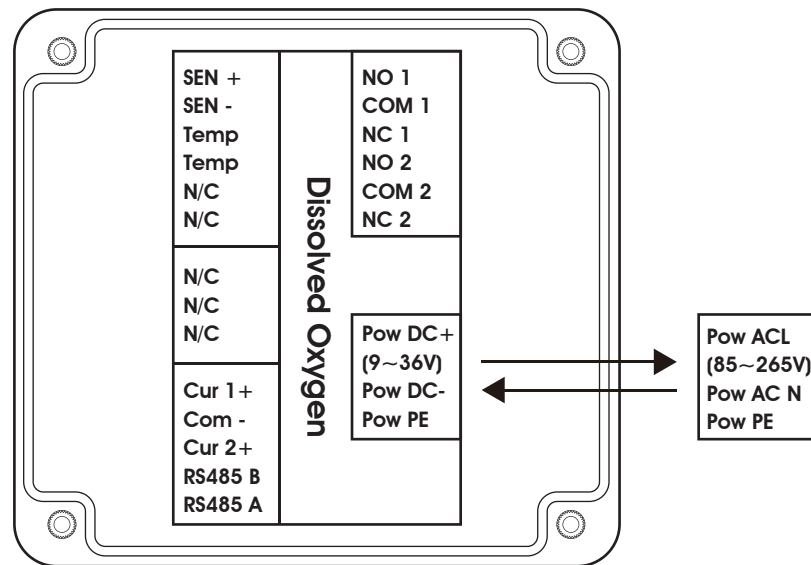 SEN +
SEN -
Temp
Temp
N/C
N/C
N/C
N/C
N/C
Cur 1+
Com -
Cur 2+
RS485 B
RS485 A
Dissolved Oxygen
NO 1
COM 1
NC 1
NO 2
COM 2
NC 2
Pow DC+
(9~36V)
Pow DC-
Pow PE
Pow ACL
(85~265V)
Pow AC N
Pow PE